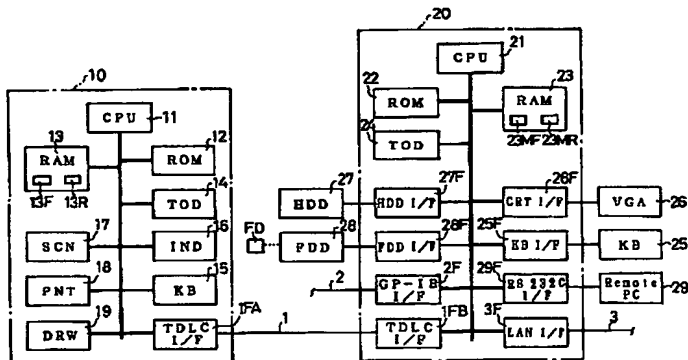 10
CPU
11
13
RAM
13F
13R
12
ROM
14
TOD
17
SCN
16
IND
18
PNT
15
KB
19
DRW
TDLC
I/F
1FA
1
20
21
CPU
22
ROM
23
RAM
23MF
23MR
24
TOD
27
HDD
27F
HDD I/F
CRT I/F
VGA
26
FD
28
FDD
28F
FDD I/F
25F
KB I/F
KB
25
2
GP-IB
I/F
2F
29F
RS 232C
I/F
Remote
PC
29
TDLC
I/F
1FB
3F
LAN I/F
3